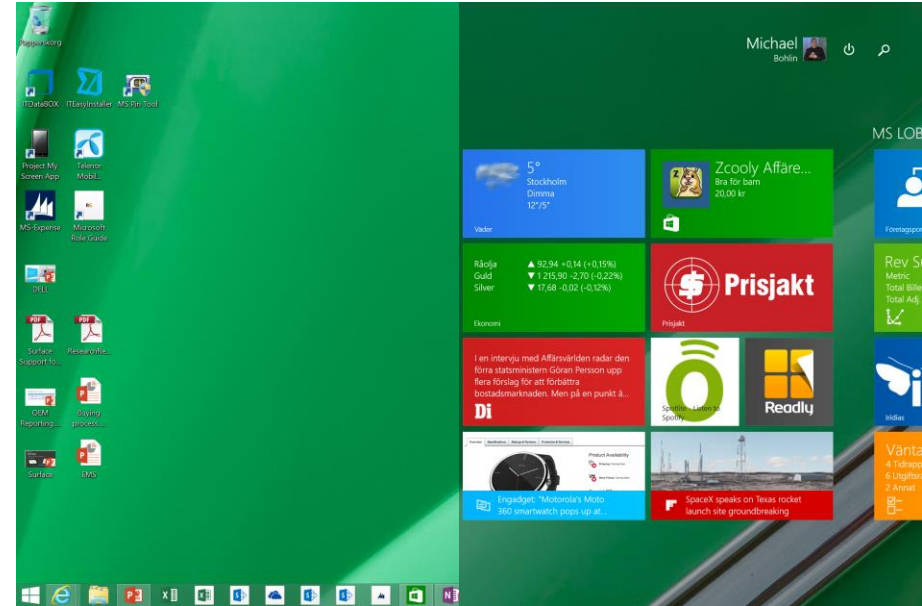 Papperskorg
ITDataBOX
ITEasyInstaller
MS Pin Tool
Project My
Screen App
Telenor
Mobil...
MS-Expense
Microsoft
Role Guide
DELL
Surface
Support fo...
OEM
Reporting...
Buying
process...
Surface
EMS
Michael
Bohlin
MS LOB
5°
Stockholm
Dimma
12°/5°
Väder
Zcooly Affäre...
Bra för barn
20,00 kr
Företagspor
Råolja ▲ 92,94 +0,14 (+0,15%)
Guld ▼ 1 215,90 -2,70 (-0,22%)
Silver ▼ 17,68 -0,02 (-0,12%)
Ekonomi
Prisjakt
Prisjakt
Rev Su
Metric
Total Bille
Total Adj
I en intervju med Affärsvärlden radar den
förra statsministern Göran Persson upp
flera förslag för att förbättra
bostadsmarknaden. Men på en punkt ä...
Di
Spotlite - Listen to
Spotify
Readly
Iridias
Product Availability
Engadget: "Motorola's Moto
360 smartwatch pops up at...
SpaceX speaks on Texas rocket
launch site groundbreaking
Vänta
4 Tidrapp
6 Utgiftsra
2 Annat